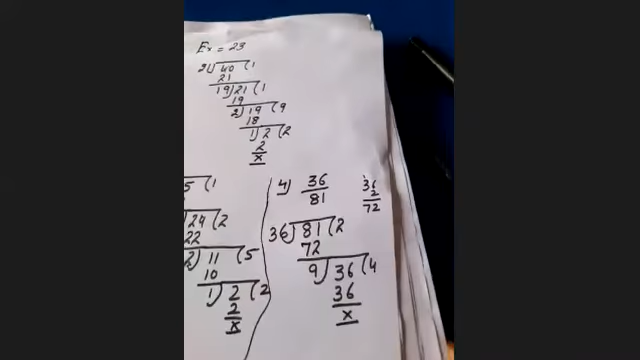 Ex = 23
21) 40 (1
21
19) 21 (1
19
2) 19 (9
18
1) 2 (2
2
x
5 (1
24 (2
22
2) 11 (5
10
1) 2 (2
2
x
4) 36
81
36
2
72
36) 81 (2
72
9) 36 (4
36
x